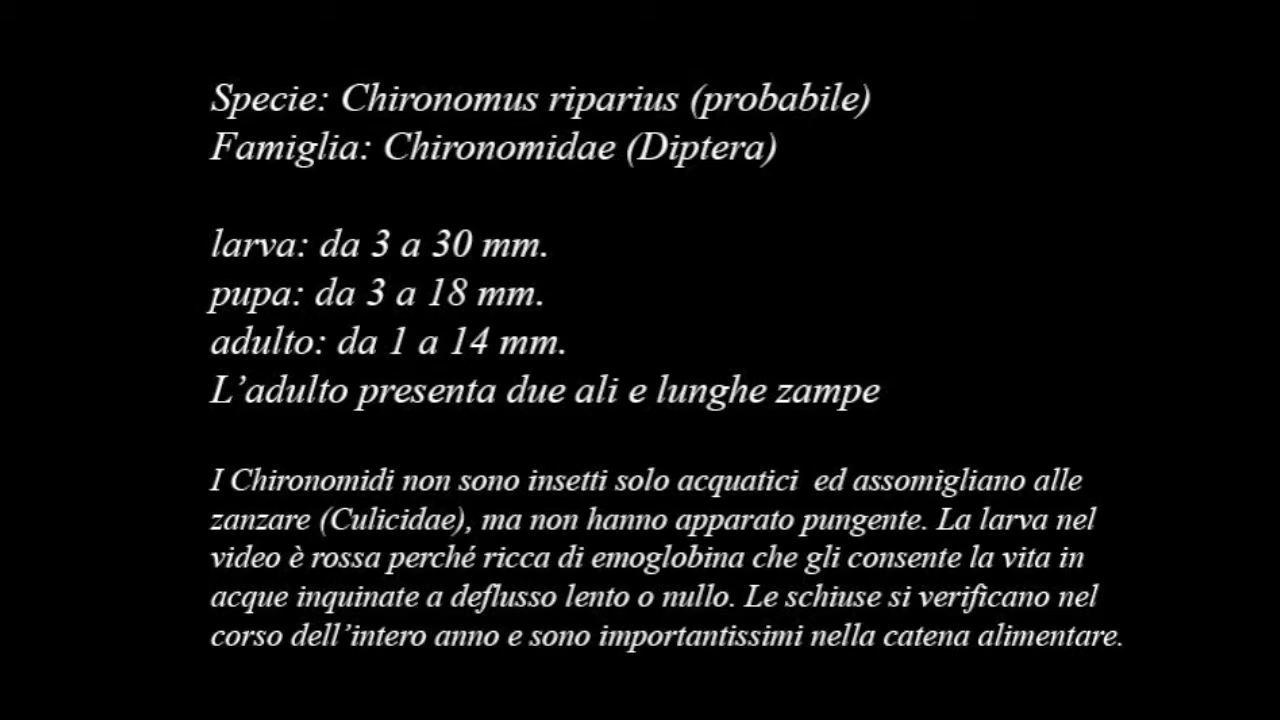 Specie: Chironomus riparius (probabile)
Famiglia: Chironomidae (Diptera)
larva: da 3 a 30 mm.
pupa: da 3 a 18 mm.
adulto: da 1 a 14 mm.
L’adulto presenta due ali e lunghe zampe
I Chironomidi non sono insetti solo acquatici  ed assomigliano alle
zanzare (Culicidae), ma non hanno apparato pungente. La larva nel
video è rossa perché ricca di emoglobina che gli consente la vita in
acque inquinate a deflusso lento o nullo. Le schiuse si verificano nel
corso dell’intero anno e sono importantissimi nella catena alimentare.